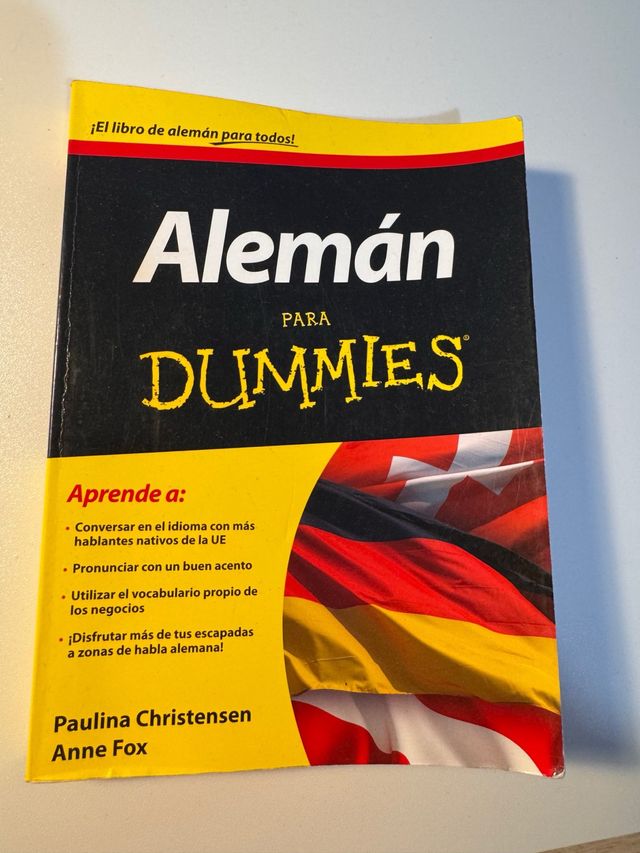 ¡El libro de alemán para todos!
Alemán
PARA
DUMMIES®
Aprende a:
• Conversar en el idioma con más
hablantes nativos de la UE
• Pronunciar con un buen acento
• Utilizar el vocabulario propio de
los negocios
• ¡Disfrutar más de tus escapadas
a zonas de habla alemana!
Paulina Christensen
Anne Fox